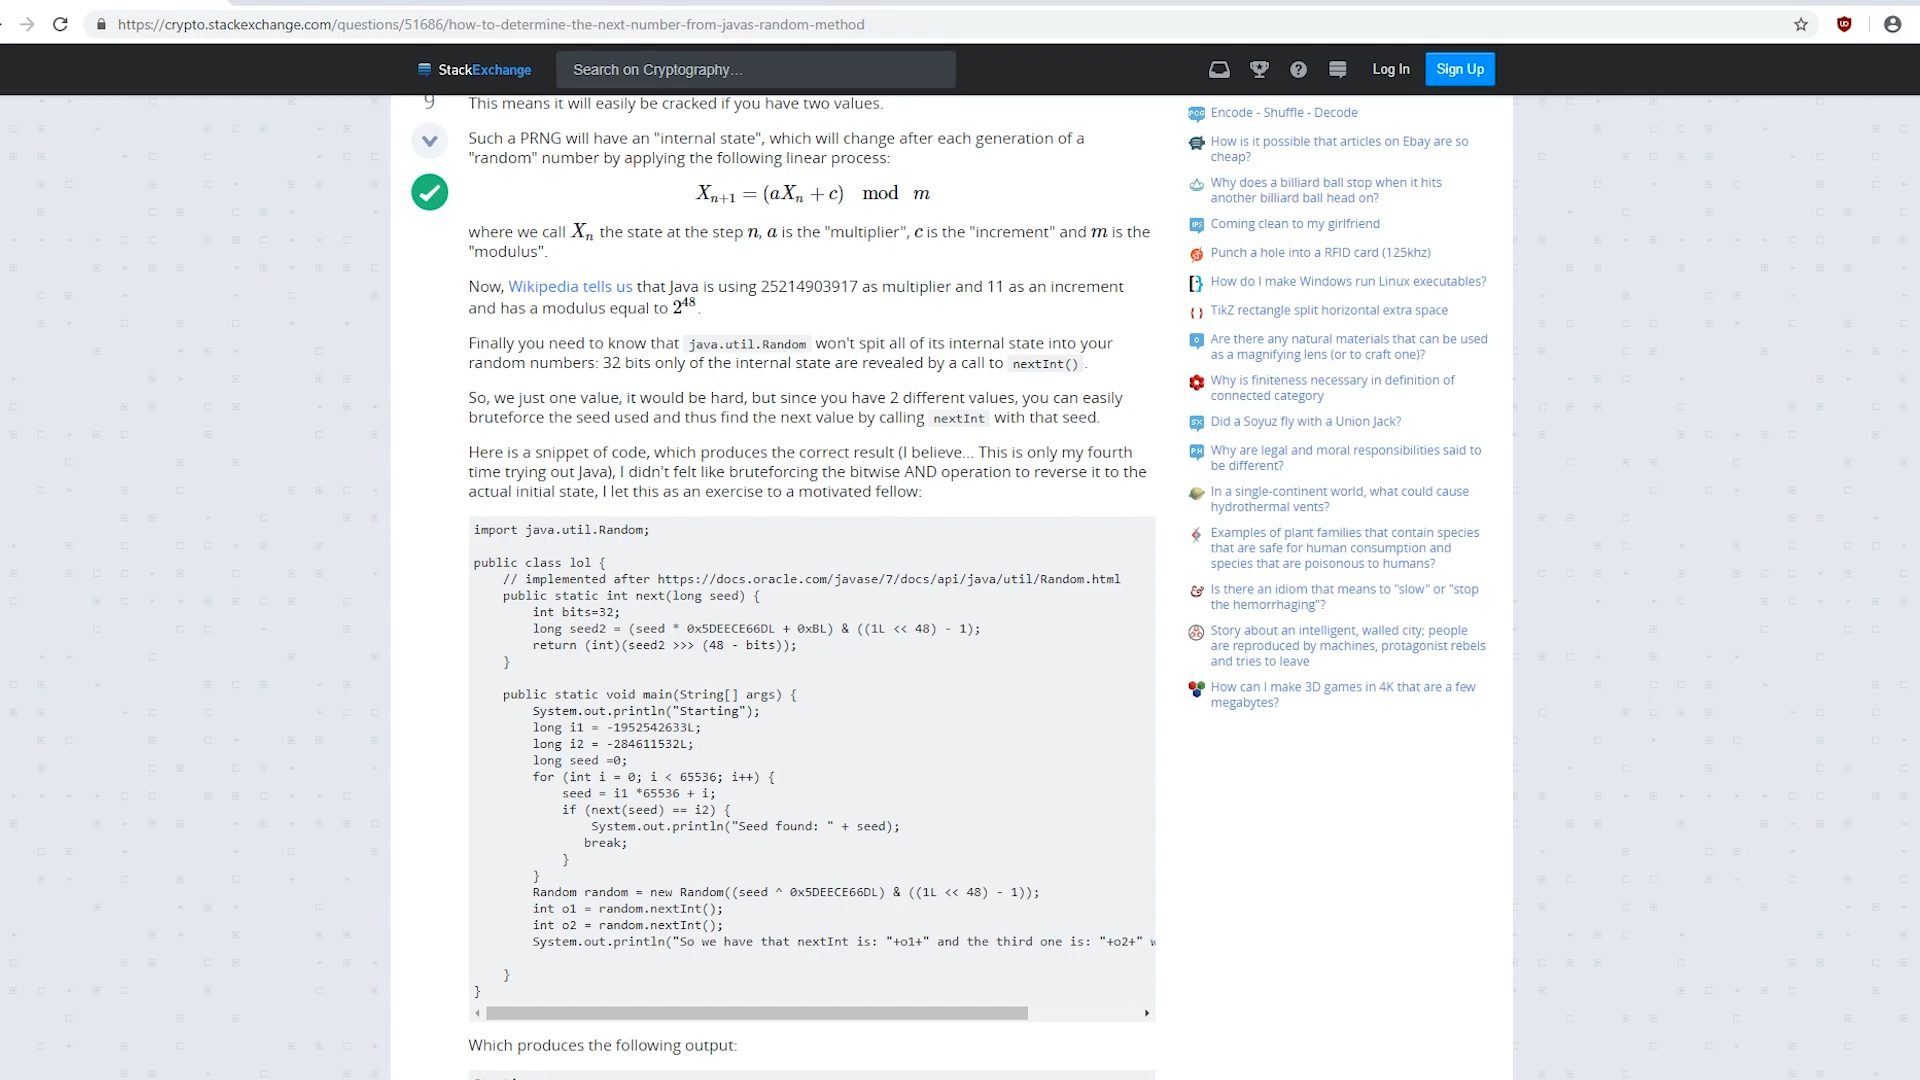 https://crypto.stackexchange.com/questions/51686/how-to-determine-the-next-number-from-javas-random-method
StackExchange
Search on Cryptography…
Log In
Sign Up
9
This means it will easily be cracked if you have two values.
Such a PRNG will have an "internal state", which will change after each generation of a
"random" number by applying the following linear process:
Xₙ₊₁ = (aXₙ + c) mod m
where we call Xₙ the state at the step n, a is the "multiplier", c is the "increment" and m is the
"modulus".
Now, Wikipedia tells us that Java is using 25214903917 as multiplier and 11 as an increment
and has a modulus equal to 2⁴⁸.
Finally you need to know that java.util.Random won't spit all of its internal state into your
random numbers: 32 bits only of the internal state are revealed by a call to nextInt().
So, we just one value, it would be hard, but since you have 2 different values, you can easily
bruteforce the seed used and thus find the next value by calling nextInt with that seed.
Here is a snippet of code, which produces the correct result (I believe... This is only my fourth
time trying out Java), I didn't felt like bruteforcing the bitwise AND operation to reverse it to the
actual initial state, I let this as an exercise to a motivated fellow:
import java.util.Random;
public class lol {
// implemented after https://docs.oracle.com/javase/7/docs/api/java/util/Random.html
public static int next(long seed) {
int bits=32;
long seed2 = (seed * 0x5DEECE66DL + 0xBL) & ((1L << 48) - 1);
return (int)(seed2 >>> (48 - bits));
}
public static void main(String[] args) {
System.out.println("Starting");
long i1 = -1952542633L;
long i2 = -284611532L;
long seed =0;
for (int i = 0; i < 65536; i++) {
seed = i1 *65536 + i;
if (next(seed) == i2) {
System.out.println("Seed found: " + seed);
break;
}
}
Random random = new Random((seed ^ 0x5DEECE66DL) & ((1L << 48) - 1));
int o1 = random.nextInt();
int o2 = random.nextInt();
System.out.println("So we have that nextInt is: "+o1+" and the third one is: "+o2+" w
}
}
Which produces the following output:
Encode - Shuffle - Decode
How is it possible that articles on Ebay are so
cheap?
Why does a billiard ball stop when it hits
another billiard ball head on?
Coming clean to my girlfriend
Punch a hole into a RFID card (125khz)
How do I make Windows run Linux executables?
TikZ rectangle split horizontal extra space
Are there any natural materials that can be used
as a magnifying lens (or to craft one)?
Why is finiteness necessary in definition of
connected category
Did a Soyuz fly with a Union Jack?
Why are legal and moral responsibilities said to
be different?
In a single-continent world, what could cause
hydrothermal vents?
Examples of plant families that contain species
that are safe for human consumption and
species that are poisonous to humans?
Is there an idiom that means to "slow" or "stop
the hemorrhaging"?
Story about an intelligent, walled city; people
are reproduced by machines, protagonist rebels
and tries to leave
How can I make 3D games in 4K that are a few
megabytes?